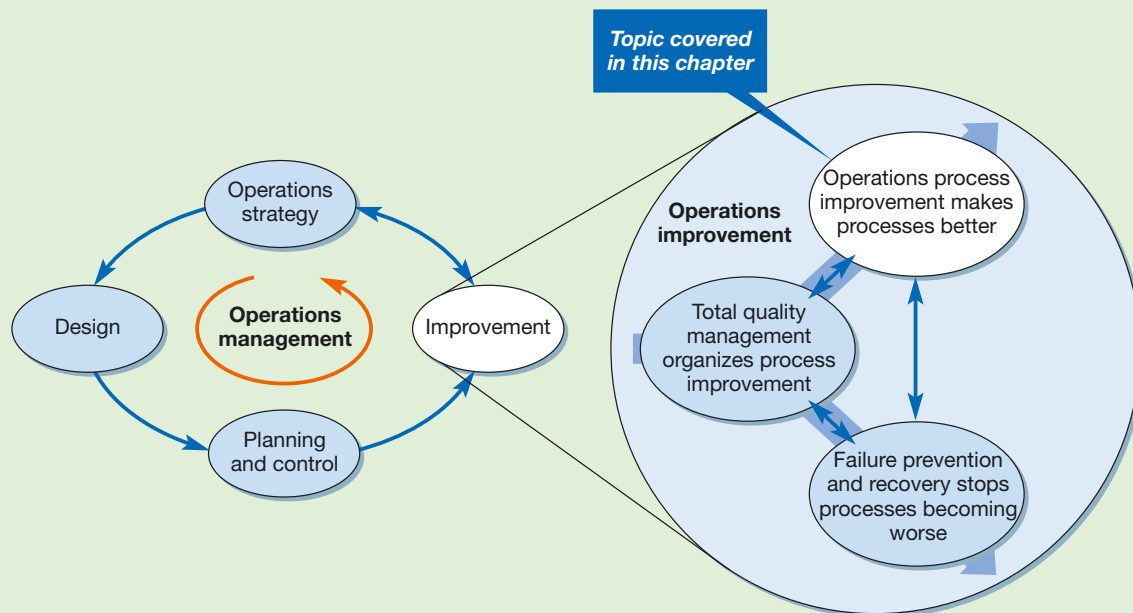 Topic covered
in this chapter
Operations
strategy
Design
Operations
management
Improvement
Planning
and control
Operations
improvement
Operations process
improvement makes
processes better
Total quality
management
organizes process
improvement
Failure prevention
and recovery stops
processes becoming
worse